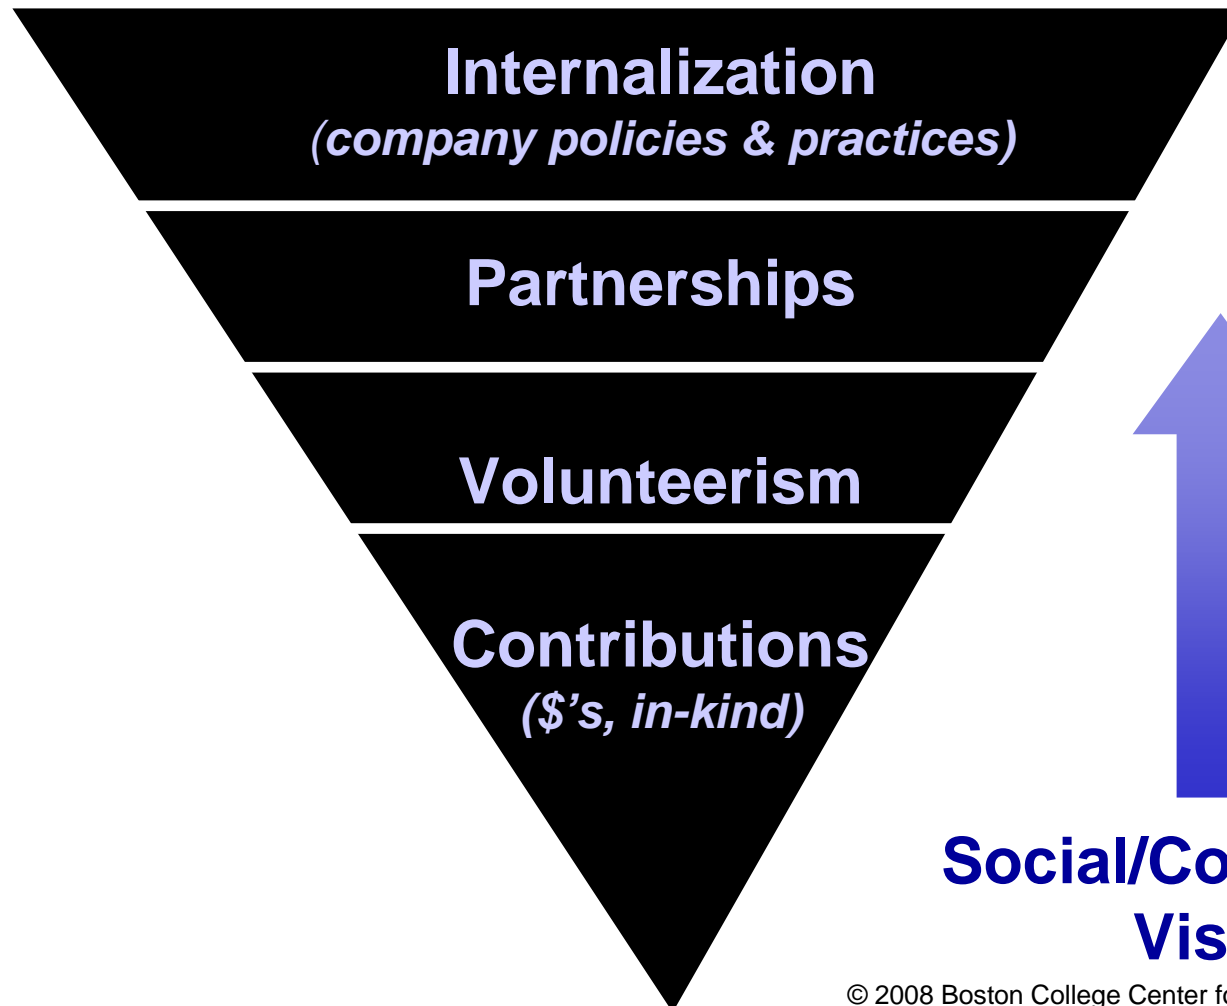 Internalization
(company policies & practices)
Partnerships
Volunteerism
Contributions
($’s, in-kind)
Social/Co
Vis
© 2008 Boston College Center fo